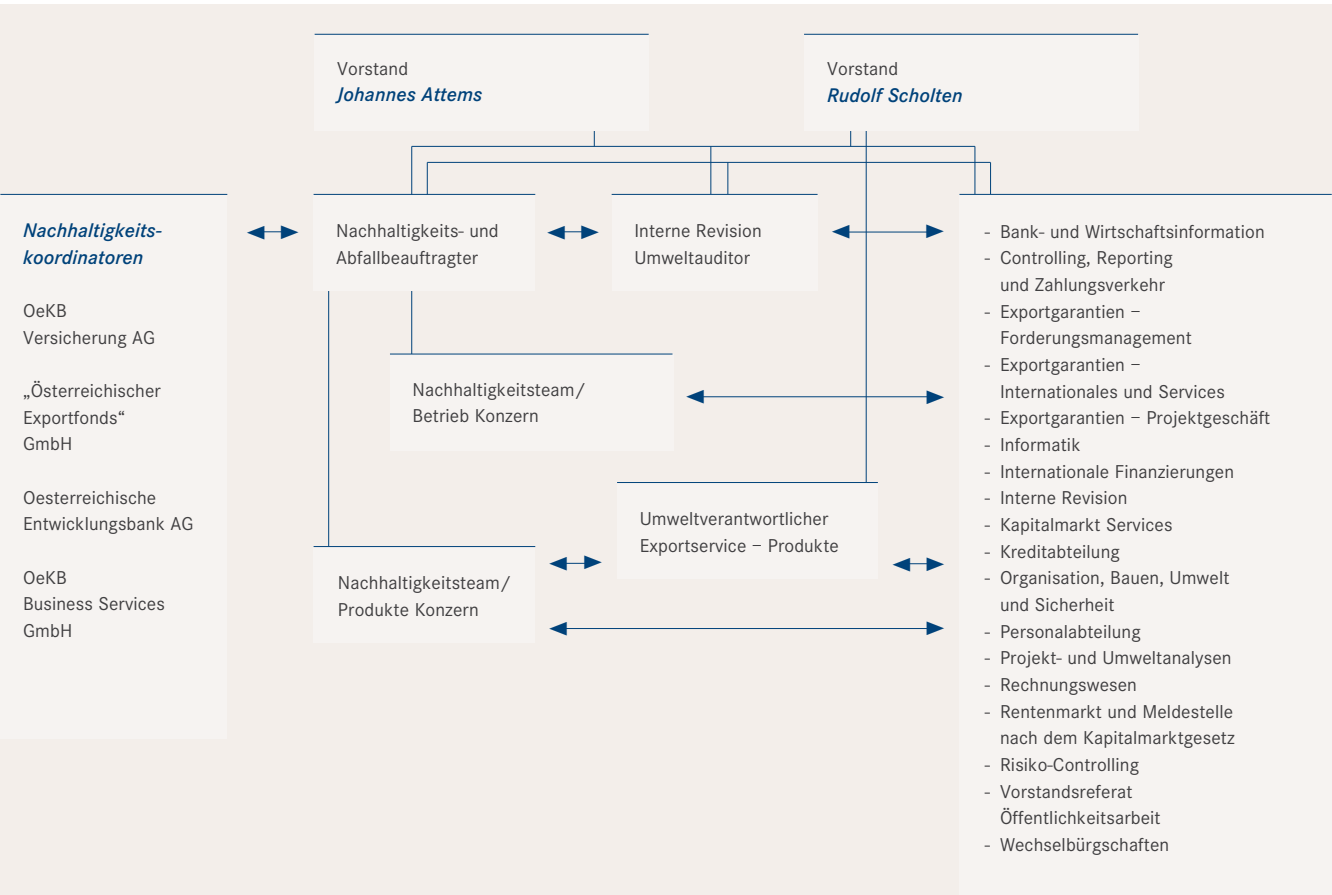 Vorstand
Johannes Attems
Vorstand
Rudolf Scholten
Nachhaltigkeits-
koordinatoren
OeKB
Versicherung AG
„Österreichischer
Exportfonds“
GmbH
Oesterreichische
Entwicklungsbank AG
OeKB
Business Services
GmbH
Nachhaltigkeits- und
Abfallbeauftragter
Interne Revision
Umweltauditor
Nachhaltigkeitsteam/
Betrieb Konzern
Umweltverantwortlicher
Exportservice – Produkte
Nachhaltigkeitsteam/
Produkte Konzern
- Bank- und Wirtschaftsinformation
- Controlling, Reporting
und Zahlungsverkehr
- Exportgarantien –
Forderungsmanagement
- Exportgarantien –
Internationales und Services
- Exportgarantien – Projektgeschäft
- Informatik
- Internationale Finanzierungen
- Interne Revision
- Kapitalmarkt Services
- Kreditabteilung
- Organisation, Bauen, Umwelt
und Sicherheit
- Personalabteilung
- Projekt- und Umweltanalysen
- Rechnungswesen
- Rentenmarkt und Meldestelle
nach dem Kapitalmarktgesetz
- Risiko-Controlling
- Vorstandsreferat
Öffentlichkeitsarbeit
- Wechselbürgschaften